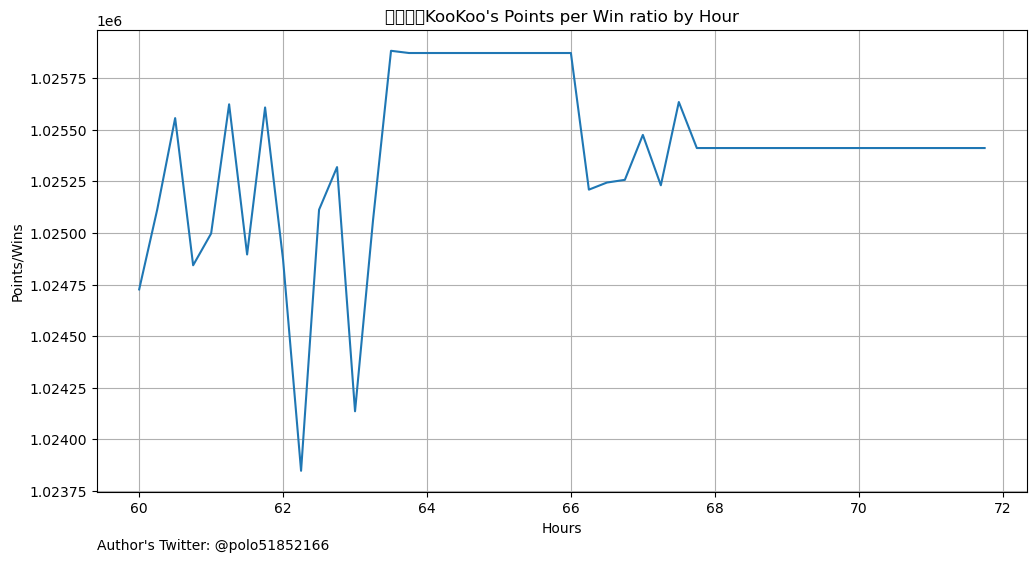 1e6
KooKoo's Points per Win ratio by Hour
Points/Wins
1.02575
1.02550
1.02525
1.02500
1.02475
1.02450
1.02425
1.02400
1.02375
60 62 64 66 68 70 72
Hours
Author's Twitter: @polo51852166